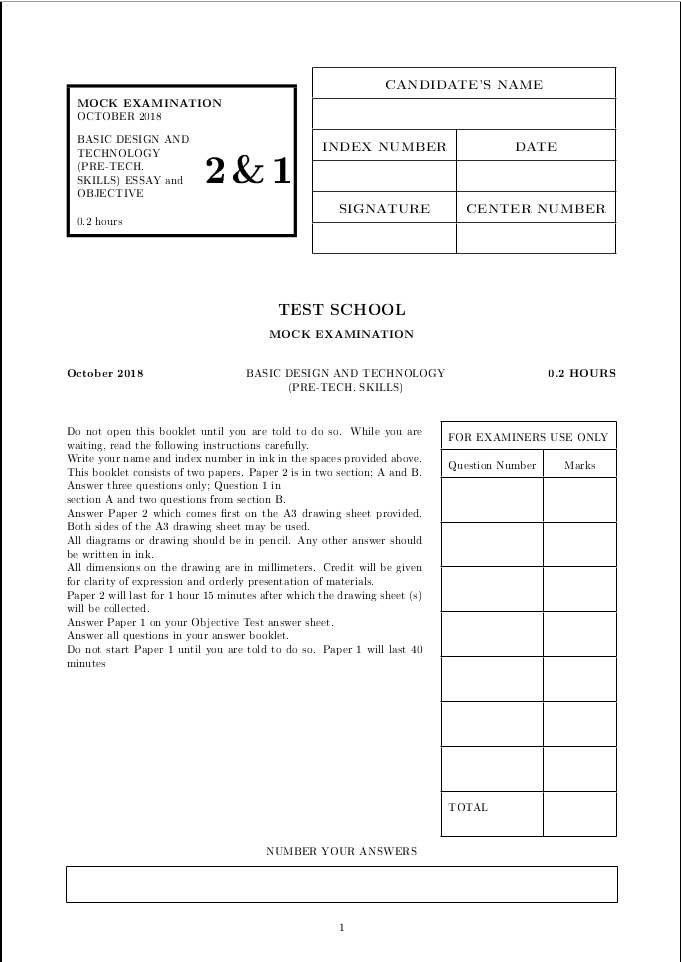 MOCK EXAMINATION
OCTOBER 2018
BASIC DESIGN AND
TECHNOLOGY
(PRE-TECH.
SKILLS) ESSAY and
OBJECTIVE
2 & 1
0.2 hours
CANDIDATE'S NAME
INDEX NUMBER DATE
SIGNATURE CENTER NUMBER
TEST SCHOOL
MOCK EXAMINATION
October 2018 BASIC DESIGN AND TECHNOLOGY 0.2 HOURS
(PRE-TECH. SKILLS)
Do not open this booklet until you are told to do so. While you are
waiting, read the following instructions carefully.
Write your name and index number in ink in the spaces provided above.
This booklet consists of two papers. Paper 2 is in two section; A and B.
Answer three questions only; Question 1 in
section A and two questions from section B.
Answer Paper 2 which comes first on the A3 drawing sheet provided.
Both sides of the A3 drawing sheet may be used.
All diagrams or drawing should be in pencil. Any other answer should
be written in ink.
All dimensions on the drawing are in millimeters. Credit will be given
for clarity of expression and orderly presentation of materials.
Paper 2 will last for 1 hour 15 minutes after which the drawing sheet (s)
will be collected.
Answer Paper 1 on your Objective Test answer sheet.
Answer all questions in your answer booklet.
Do not start Paper 1 until you are told to do so. Paper 1 will last 40
minutes
FOR EXAMINERS USE ONLY
Question Number Marks
TOTAL
NUMBER YOUR ANSWERS
1